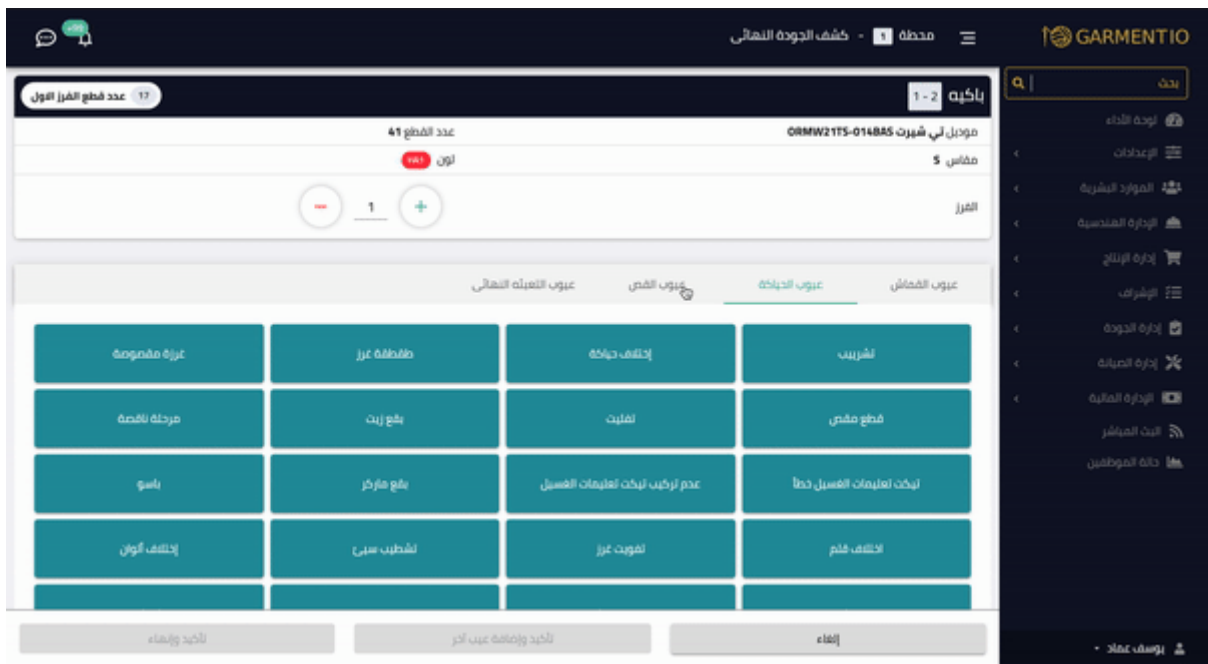 GARMENTIO
محطة 1 - كشف الجودة النهائى
+99
بحث
لوحة الأداء
الإعدادات
الموارد البشرية
الإدارة الهندسية
إدارة الإنتاج
الإشراف
إدارة الجودة
إدارة الصيانة
الإدارة المالية
البث المباشر
حالة الموظفين
يوسف عماد
باكيه 2 - 1
17 عدد قطع الفرز الاول
موديل تي شيرت ORMW21TS-014BAS
عدد القطع 41
مقاس S
لون
الفرز
+ 1 −
عيوب القماش عيوب الحياكة عيوب القص عيوب التعبئه النهائى
تشرييب إختلاف حياكة طقطقة غرز غرزة مقصوصة
قطع مقص تفليت بقع زيت مرحلة ناقصة
تيكت تعليمات الغسيل خطأ عدم تركيب تيكت تعليمات الغسيل بقع ماركر باسو
اختلاف قلم تفويت غرز تشطيب سيئ إختلاف ألوان
إلغاء تأكيد وإضافة عيب آخر تأكيد وإنهاء